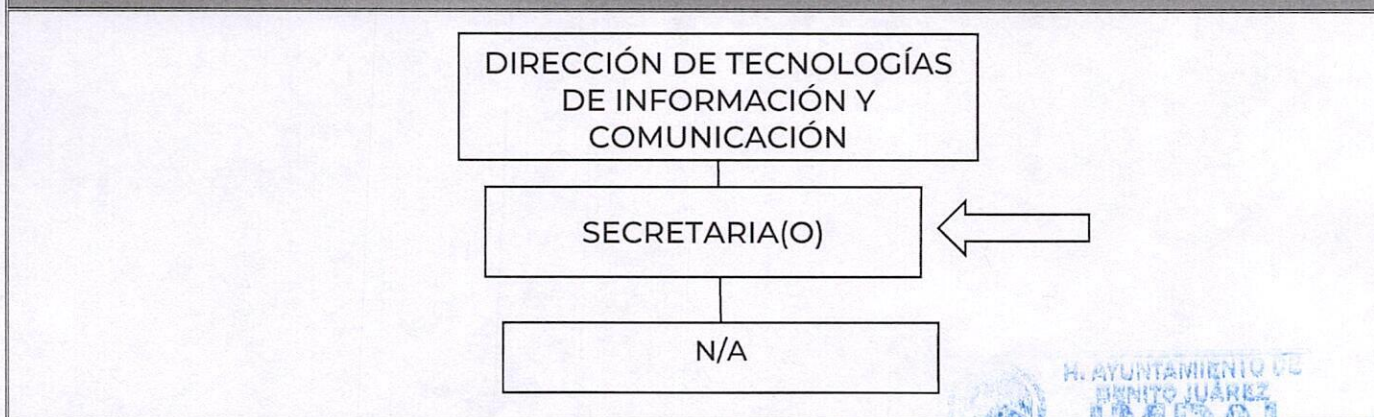 DIRECCIÓN DE TECNOLOGÍAS
DE INFORMACIÓN Y
COMUNICACIÓN
SECRETARIA(O)
N/A
H. AYUNTAMIENTO DE
BENITO JUÁREZ